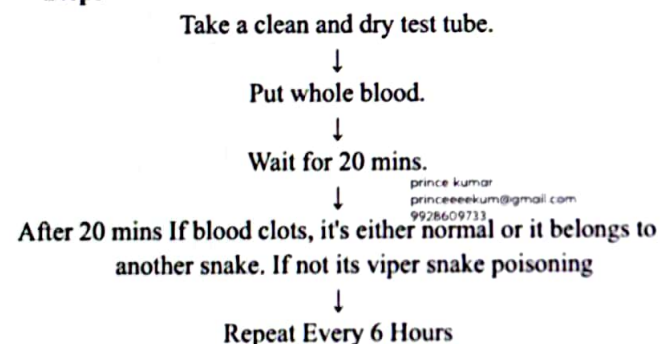 Take a clean and dry test tube.
↓
Put whole blood.
↓
Wait for 20 mins.
↓
prince kumar
princeeeekum@gmail.com
9928609733
After 20 mins If blood clots, it's either normal or it belongs to
another snake. If not its viper snake poisoning
↓
Repeat Every 6 Hours